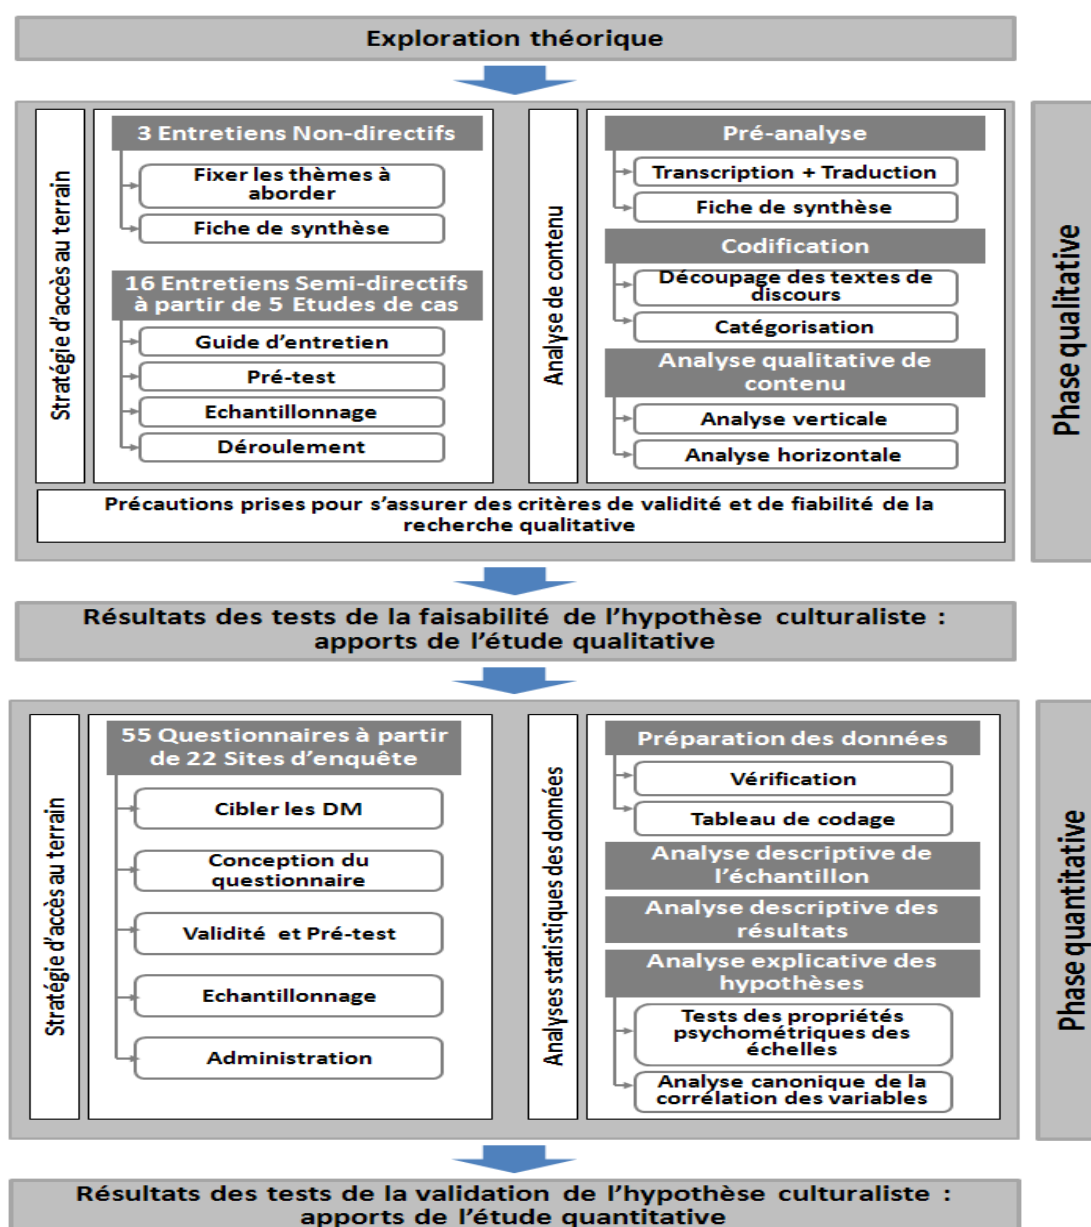 Exploration théorique
Phase qualitative
Stratégie d'accès au terrain
3 Entretiens Non-directifs
Fixer les thèmes à
aborder
Fiche de synthèse
16 Entretiens Semi-directifs
à partir de 5 Etudes de cas
Guide d'entretien
Pré-test
Echantillonnage
Déroulement
Analyse de contenu
Pré-analyse
Transcription + Traduction
Fiche de synthèse
Codification
Découpage des textes de
discours
Catégorisation
Analyse qualitative de
contenu
Analyse verticale
Analyse horizontale
Précautions prises pour s'assurer des critères de validité et de fiabilité de la
recherche qualitative
Résultats des tests de la faisabilité de l'hypothèse culturaliste :
apports de l'étude qualitative
Phase quantitative
Stratégie d'accès au terrain
55 Questionnaires à partir
de 22 Sites d'enquête
Cibler les DM
Conception du
questionnaire
Validité et Pré-test
Echantillonnage
Administration
Analyses statistiques des données
Préparation des données
Vérification
Tableau de codage
Analyse descriptive de
l'échantillon
Analyse descriptive des
résultats
Analyse explicative des
hypothèses
Tests des propriétés
psychométriques des
échelles
Analyse canonique de la
corrélation des variables
Résultats des tests de la validation de l'hypothèse culturaliste :
apports de l'étude quantitative